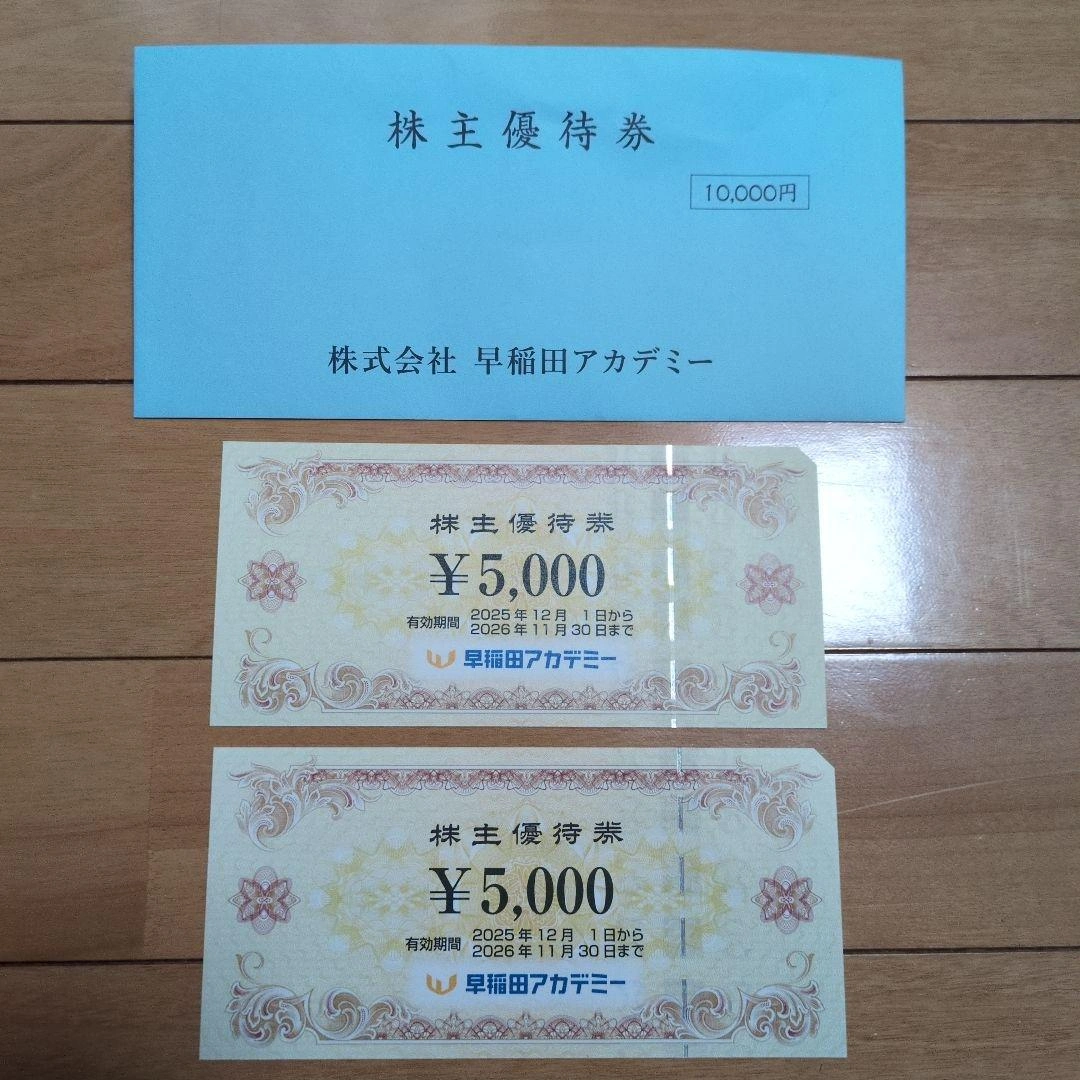 株主優待券
10,000円
株式会社 早稲田アカデミー
株主優待券
¥5,000
有効期間 2025年12月 1日から
2026年11月30日まで
早稲田アカデミー
株主優待券
¥5,000
有効期間 2025年12月 1日から
2026年11月30日まで
早稲田アカデミー